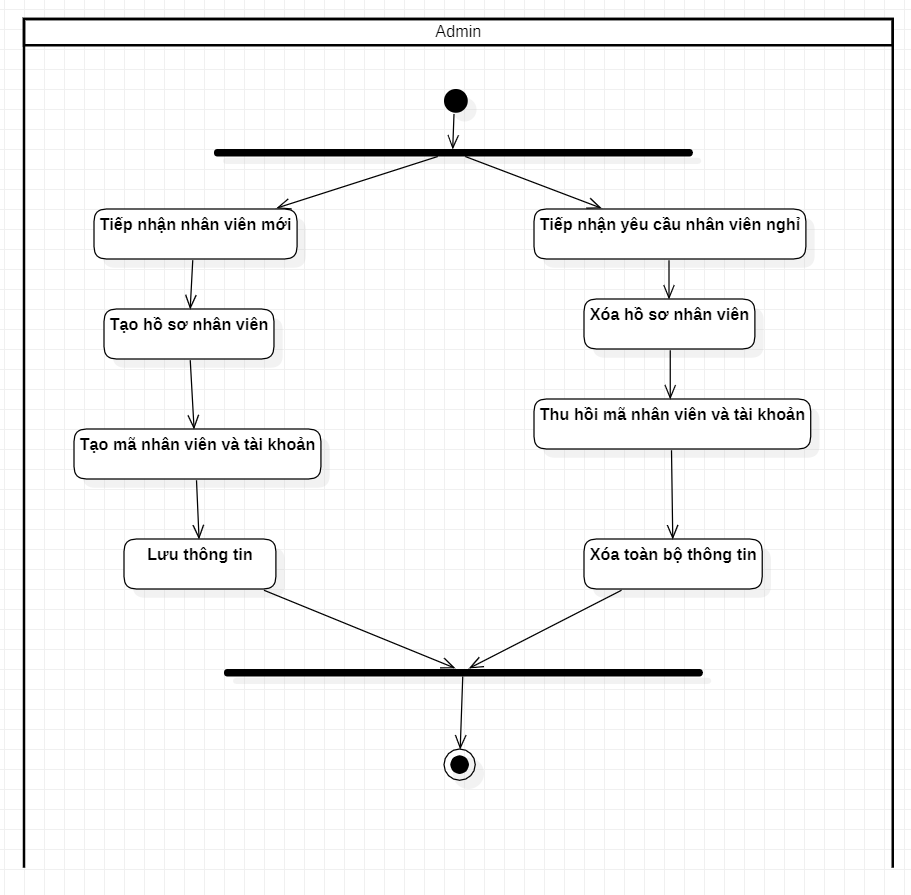 Admin
Tiếp nhận nhân viên mới
Tiếp nhận yêu cầu nhân viên nghỉ
Tạo hồ sơ nhân viên
Xóa hồ sơ nhân viên
Tạo mã nhân viên và tài khoản
Thu hồi mã nhân viên và tài khoản
Lưu thông tin
Xóa toàn bộ thông tin